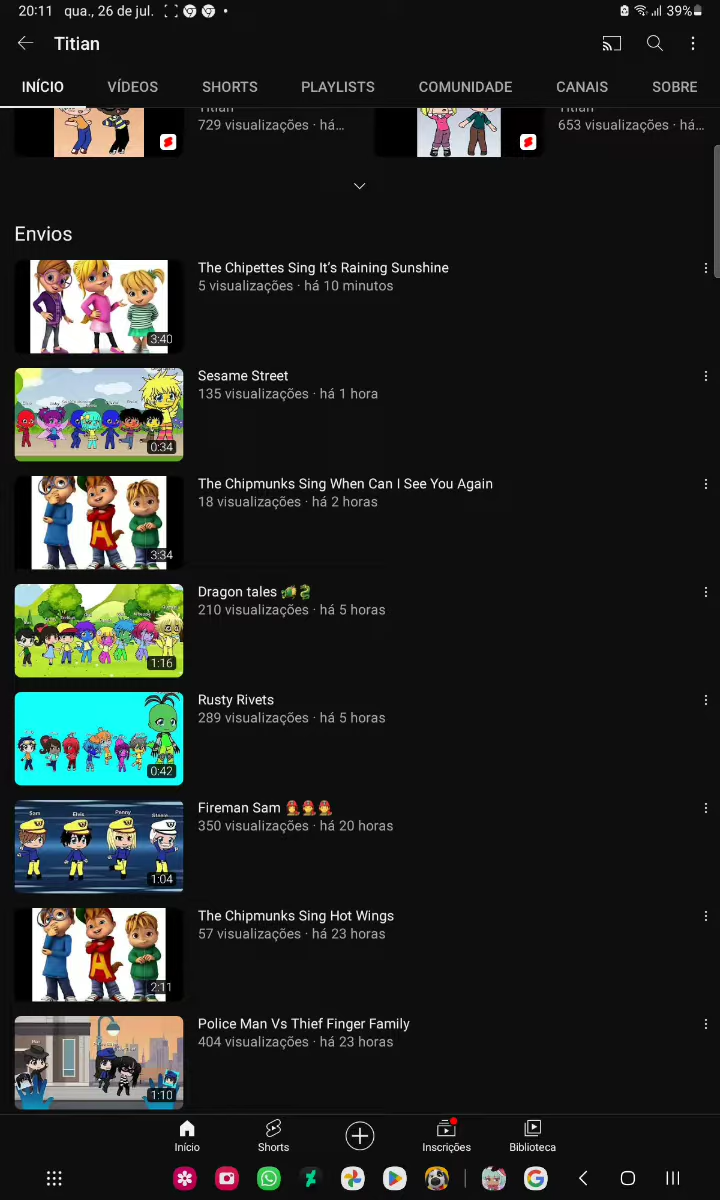 20:11 qua., 26 de jul.
39%
Titian
INÍCIO VÍDEOS SHORTS PLAYLISTS COMUNIDADE CANAIS SOBRE
Titian
729 visualizações · há...
Titian
653 visualizações · há...
Envios
The Chipettes Sing It's Raining Sunshine
5 visualizações · há 10 minutos
3:40
Sesame Street
135 visualizações · há 1 hora
0:34
The Chipmunks Sing When Can I See You Again
18 visualizações · há 2 horas
A
3:34
Dragon tales
210 visualizações · há 5 horas
1:16
Rusty Rivets
289 visualizações · há 5 horas
0:42
Fireman Sam
350 visualizações · há 20 horas
Sam Elvis Penny
1:04
The Chipmunks Sing Hot Wings
57 visualizações · há 23 horas
A
2:11
Police Man Vs Thief Finger Family
404 visualizações · há 23 horas
1:10
Início Shorts Inscrições Biblioteca